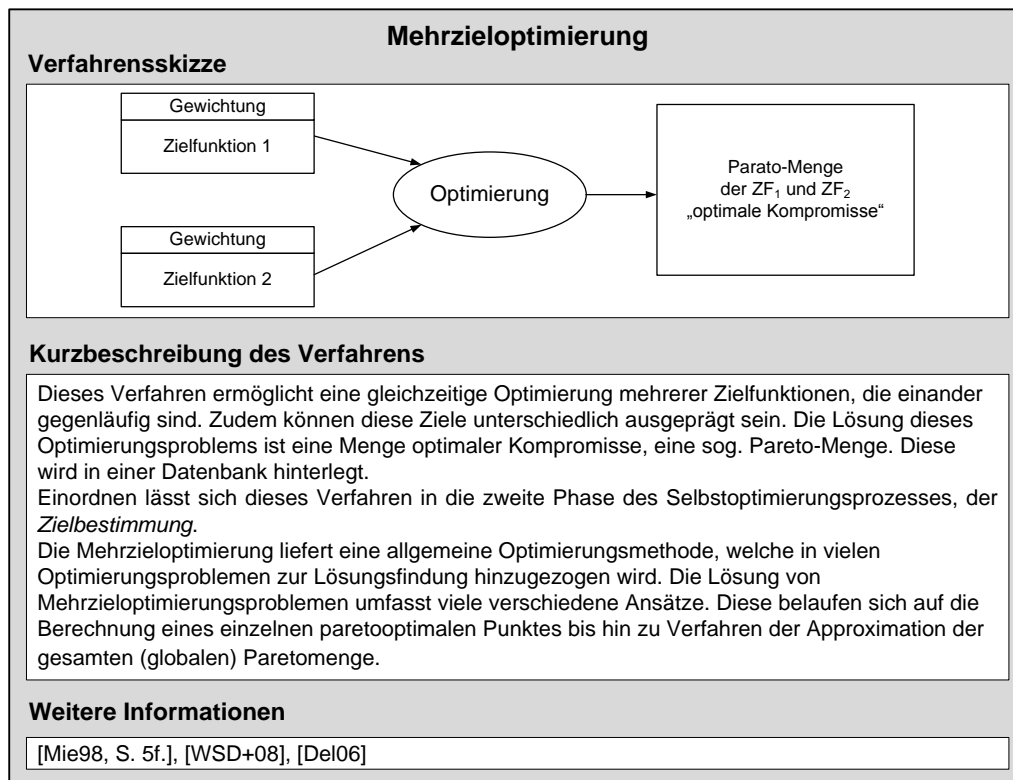 Mehrzieloptimierung
Verfahrensskizze
Gewichtung
Zielfunktion 1
Gewichtung
Zielfunktion 2
Optimierung
Parato-Menge
der ZF₁ und ZF₂
„optimale Kompromisse“
Kurzbeschreibung des Verfahrens
Dieses Verfahren ermöglicht eine gleichzeitige Optimierung mehrerer Zielfunktionen, die einander
gegenläufig sind. Zudem können diese Ziele unterschiedlich ausgeprägt sein. Die Lösung dieses
Optimierungsproblems ist eine Menge optimaler Kompromisse, eine sog. Pareto-Menge. Diese
wird in einer Datenbank hinterlegt.
Einordnen lässt sich dieses Verfahren in die zweite Phase des Selbstoptimierungsprozesses, der
Zielbestimmung.
Die Mehrzieloptimierung liefert eine allgemeine Optimierungsmethode, welche in vielen
Optimierungsproblemen zur Lösungsfindung hinzugezogen wird. Die Lösung von
Mehrzieloptimierungsproblemen umfasst viele verschiedene Ansätze. Diese belaufen sich auf die
Berechnung eines einzelnen paretooptimalen Punktes bis hin zu Verfahren der Approximation der
gesamten (globalen) Paretomenge.
Weitere Informationen
[Mie98, S. 5f.], [WSD+08], [Del06]